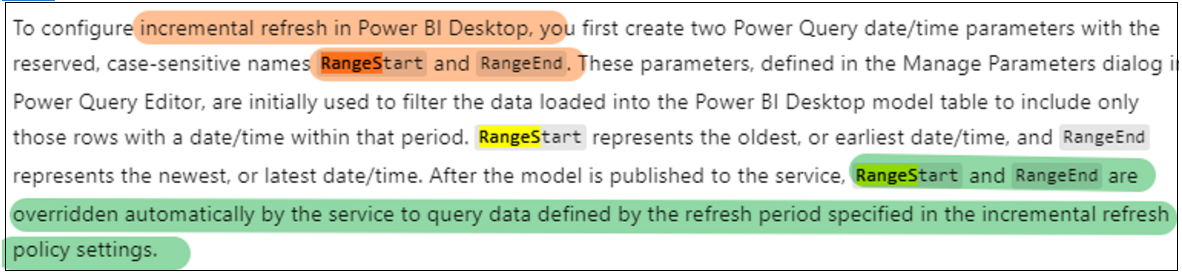 To configure incremental refresh in Power BI Desktop, you first create two Power Query date/time parameters with the
reserved, case-sensitive names RangeStart and RangeEnd. These parameters, defined in the Manage Parameters dialog in
Power Query Editor, are initially used to filter the data loaded into the Power BI Desktop model table to include only
those rows with a date/time within that period. RangeStart represents the oldest, or earliest date/time, and RangeEnd
represents the newest, or latest date/time. After the model is published to the service, RangeStart and RangeEnd are
overridden automatically by the service to query data defined by the refresh period specified in the incremental refresh
policy settings.